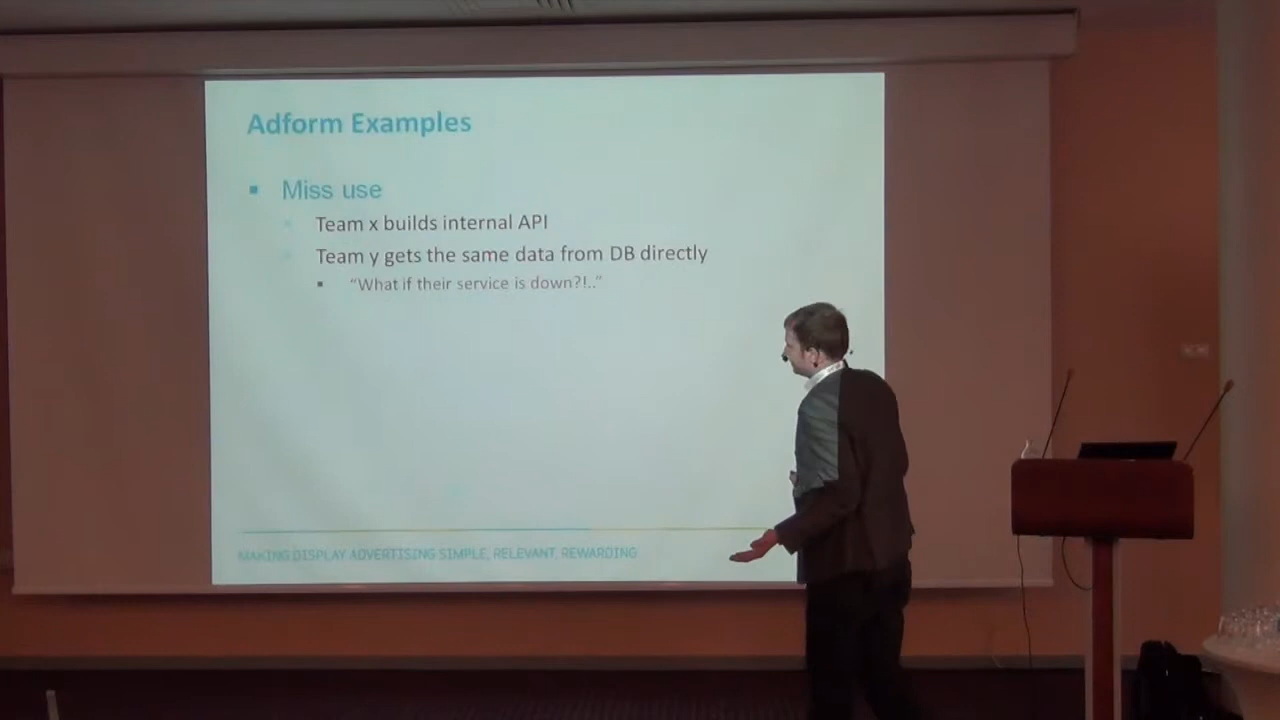 Adform Examples
Miss use
Team x builds internal API
Team y gets the same data from DB directly
"What if their service is down?!.."
MAKING DISPLAY ADVERTISING SIMPLE, RELEVANT, REWARDING